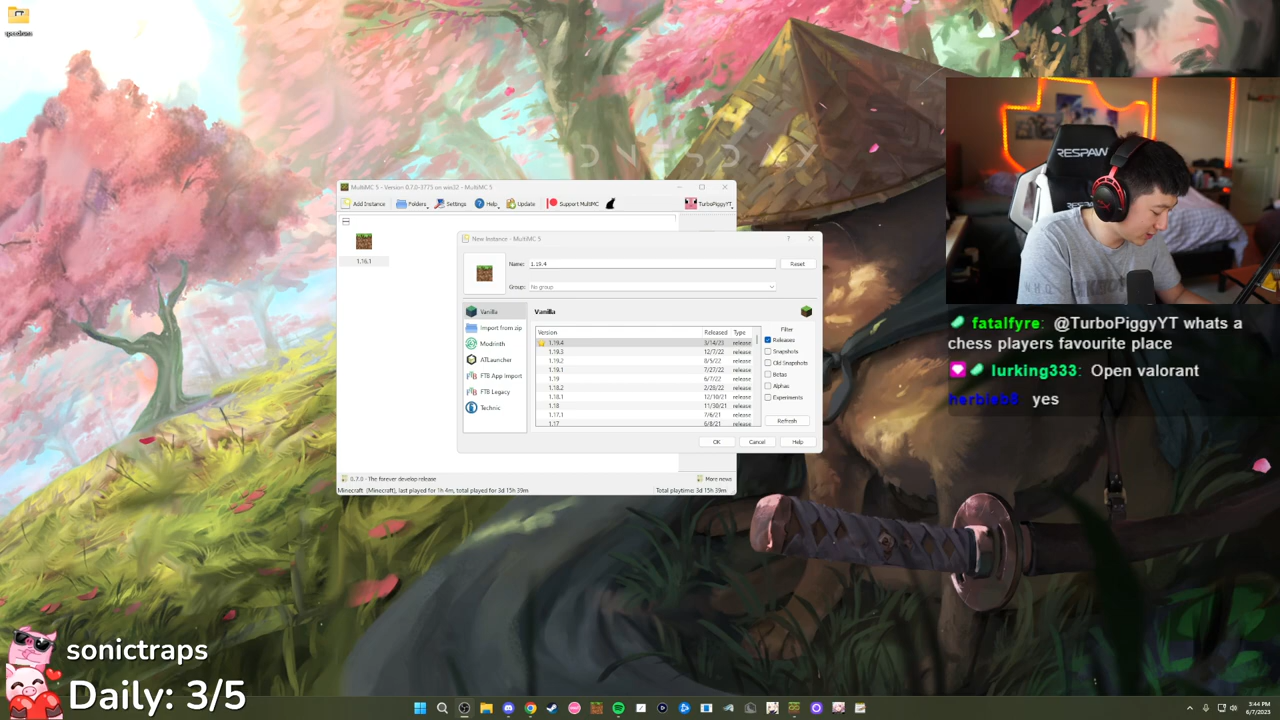 speedruns
WEDNESDAY
MultiMC 5 - Version 0.7.0-3775 on win32 - MultiMC 5
Add Instance
Folders
Settings
Help
Update
Support MultiMC
TurboPiggyYT
1.16.1
New Instance - MultiMC 5
Name:
1.19.4
Reset
Group:
No group
Vanilla
Import from zip
Modrinth
ATLauncher
FTB App Import
FTB Legacy
Technic
Vanilla
Version Released Type
1.19.4 3/14/23 release
1.19.3 12/7/22 release
1.19.2 8/5/22 release
1.19.1 7/27/22 release
1.19 6/7/22 release
1.18.2 2/28/22 release
1.18.1 12/10/21 release
1.18 11/30/21 release
1.17.1 7/6/21 release
1.17 6/8/21 release
Filter
Releases
Snapshots
Old Snapshots
Betas
Alphas
Experiments
Refresh
OK
Cancel
Help
0.7.0 - The forever develop release
More news
Minecraft (Minecraft), last played for 1h 4m, total played for 3d 15h 39m
Total playtime: 3d 15h 39m
RESPAW
fatalfyre: @TurboPiggyYT whats a
chess players favourite place
lurking333: Open valorant
herbieb6 yes
sonictraps
Daily: 3/5
3:44 PM
6/7/2023